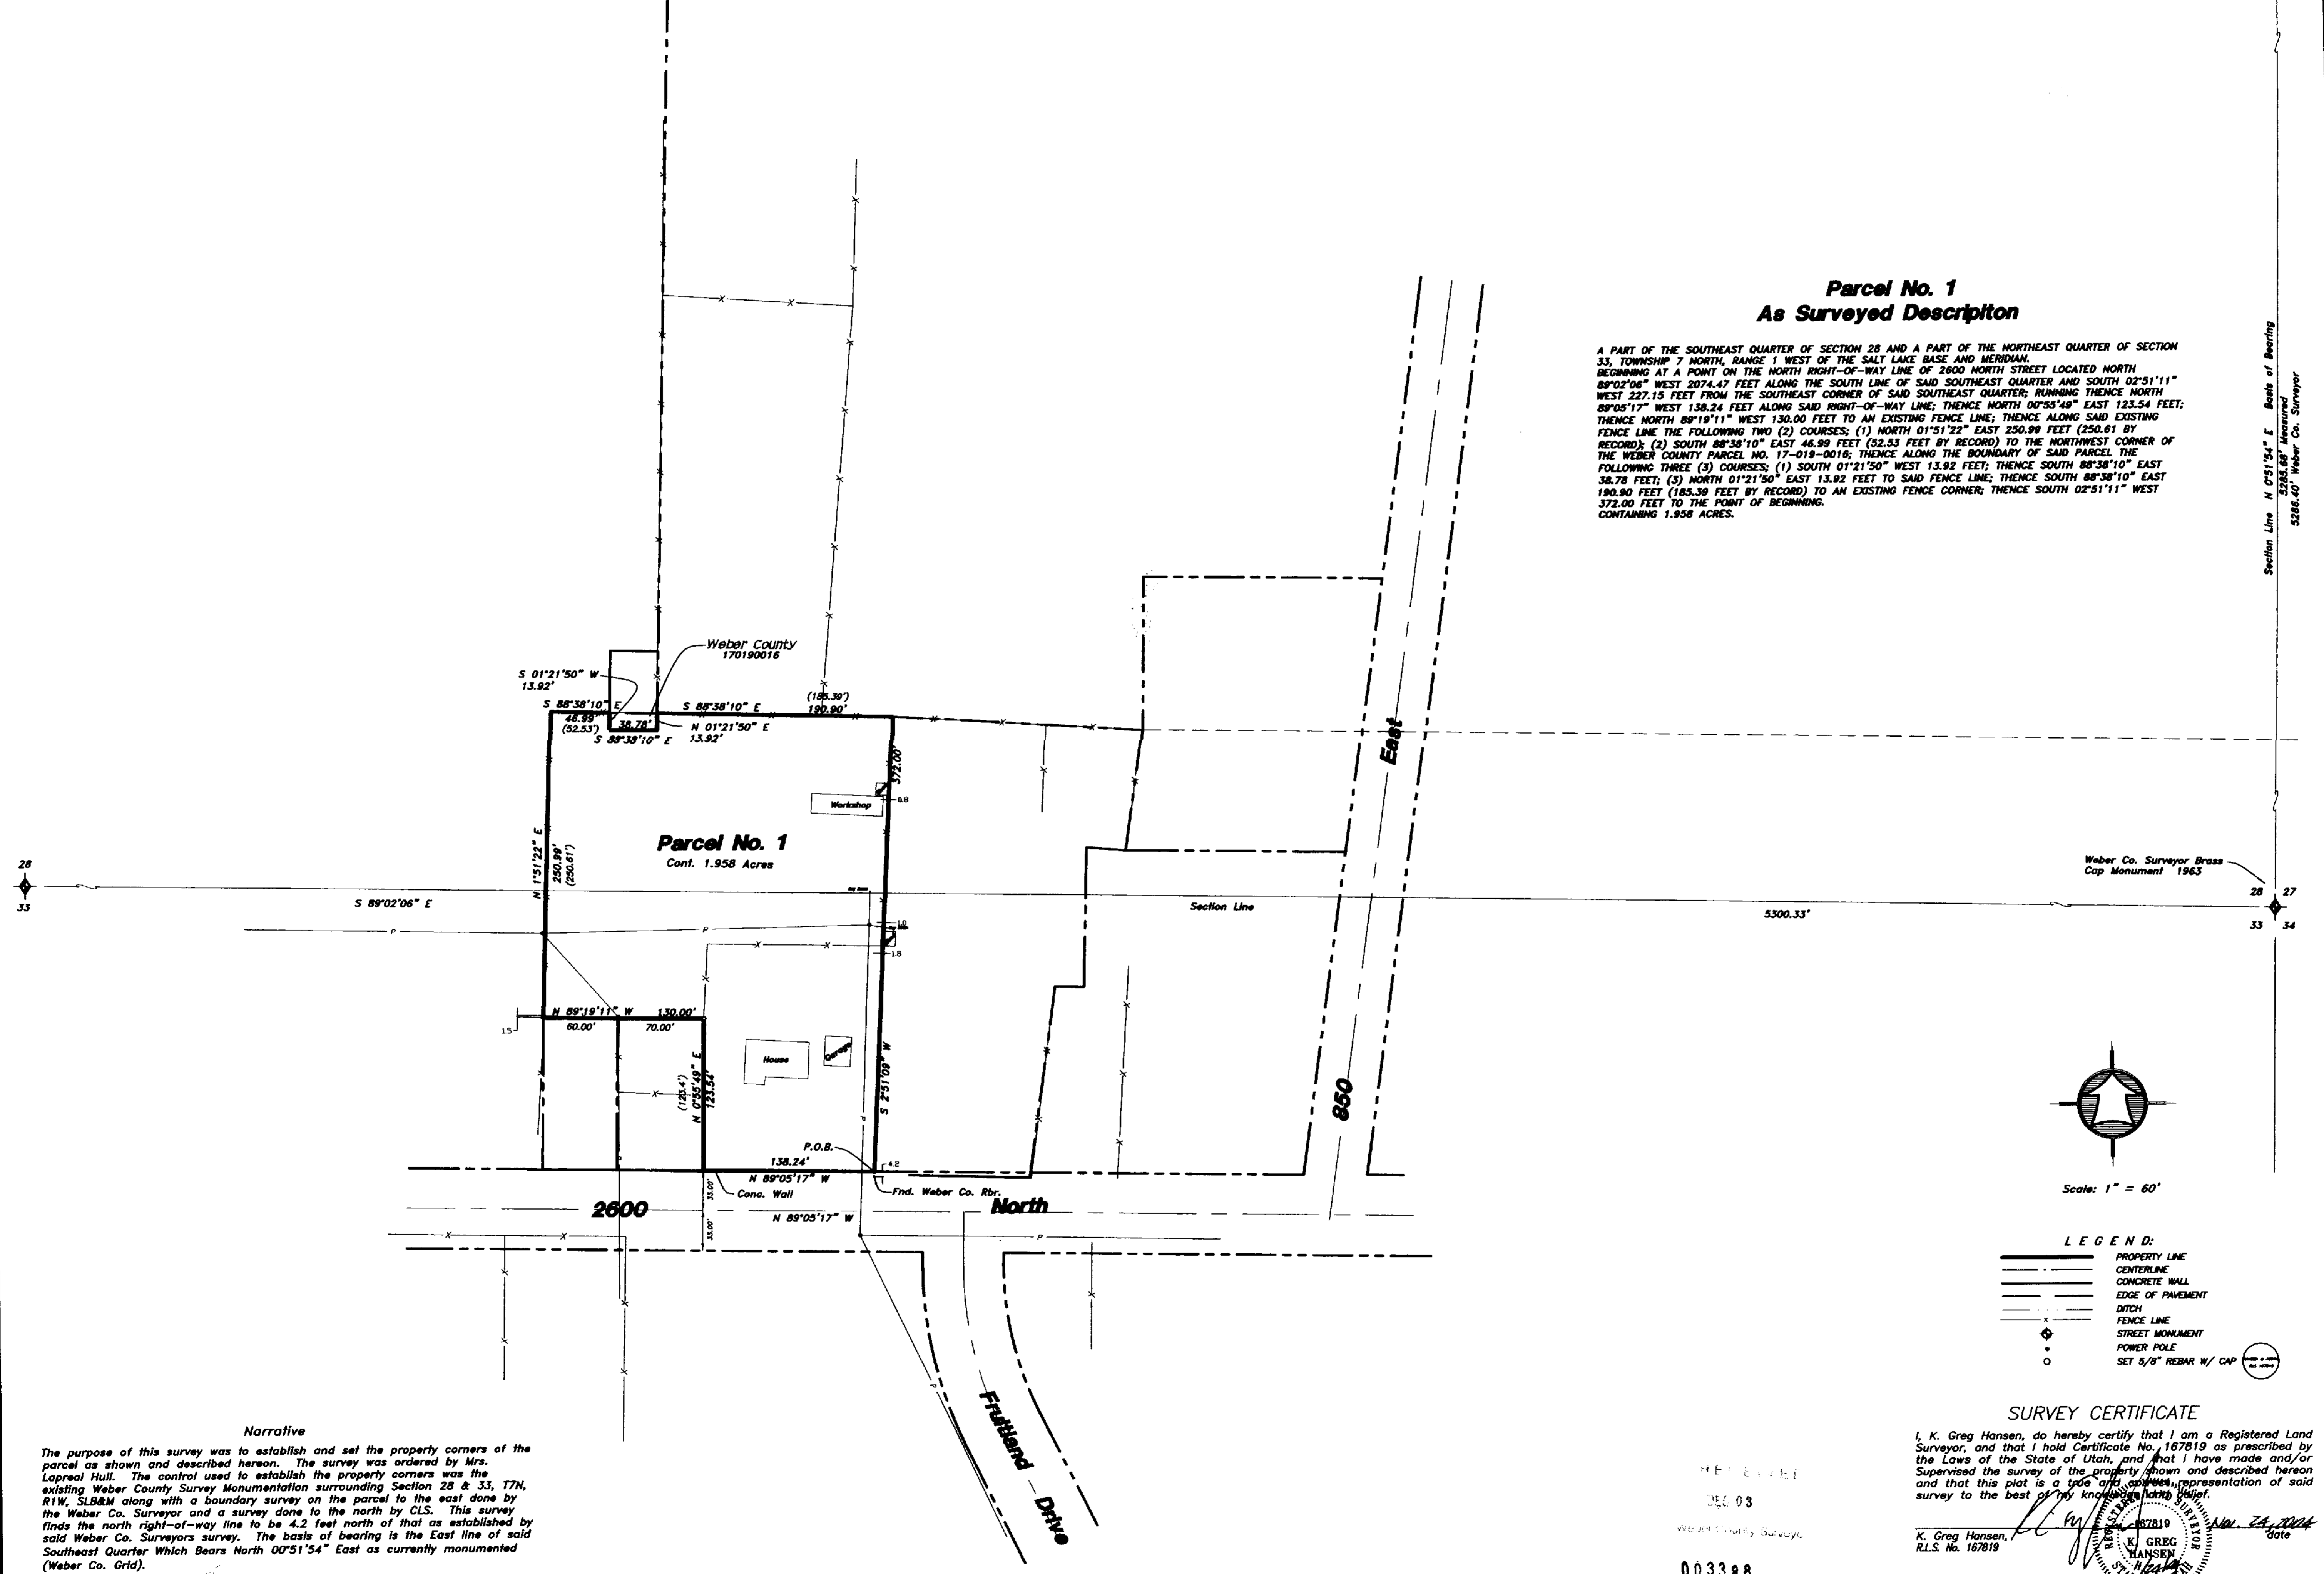 Parcel No. 1
As Surveyed Descripiton
A PART OF THE SOUTHEAST QUARTER OF SECTION 28 AND A PART OF THE NORTHEAST QUARTER OF SECTION
33, TOWNSHIP 7 NORTH, RANGE 1 WEST OF THE SALT LAKE BASE AND MERIDIAN.
BEGINNING AT A POINT ON THE NORTH RIGHT-OF-WAY LINE OF 2600 NORTH STREET LOCATED NORTH
89°02'06" WEST 2074.47 FEET ALONG THE SOUTH LINE OF SAID SOUTHEAST QUARTER AND SOUTH 02°51'11"
WEST 227.15 FEET FROM THE SOUTHEAST CORNER OF SAID SOUTHEAST QUARTER; RUNNING THENCE NORTH
89°05'17" WEST 138.24 FEET ALONG SAID RIGHT-OF-WAY LINE; THENCE NORTH 00°55'49" EAST 123.54 FEET;
THENCE NORTH 89°19'11" WEST 130.00 FEET TO AN EXISTING FENCE LINE; THENCE ALONG SAID EXISTING
FENCE LINE THE FOLLOWING TWO (2) COURSES; (1) NORTH 01°51'22" EAST 250.99 FEET (250.61 BY
RECORD); (2) SOUTH 88°38'10" EAST 46.99 FEET (52.53 FEET BY RECORD) TO THE NORTHWEST CORNER OF
THE WEBER COUNTY PARCEL NO. 17-019-0016; THENCE ALONG THE BOUNDARY OF SAID PARCEL THE
FOLLOWING THREE (3) COURSES; (1) SOUTH 01°21'50" WEST 13.92 FEET; THENCE SOUTH 88°38'10" EAST
38.78 FEET; (3) NORTH 01°21'50" EAST 13.92 FEET TO SAID FENCE LINE; THENCE SOUTH 88°38'10" EAST
190.90 FEET (185.39 FEET BY RECORD) TO AN EXISTING FENCE CORNER; THENCE SOUTH 02°51'11" WEST
372.00 FEET TO THE POINT OF BEGINNING.
CONTAINING 1.958 ACRES.
Section Line N 0°51'54" E Basis of Bearing
5285.68' Measured
5286.40' Weber Co. Surveyor
Weber County
170190016
S 01°21'50" W
13.92'
S 88°38'10" E
46.99'
(52.53')
38.78'
S 88°38'10" E
S 88°38'10" E
(185.39')
190.90'
N 01°21'50" E
13.92'
372.00'
0.8
Workshop
Parcel No. 1
Cont. 1.958 Acres
N 1°51'22" E
250.99'
(250.61')
East
28
33
S 89°02'06" E
Section Line
5300.33'
Weber Co. Surveyor Brass
Cap Monument 1963
28 27
33 34
P
P
1.0
1.8
N 89°19'11" W 130.00'
60.00' 70.00'
1.5
House
Garage
(123.4')
N 0°55'49" E
123.54'
S 2°51'09" W
850
P.O.B.
138.24'
N 89°05'17" W
4.2
Conc. Wall
Fnd. Weber Co. Rbr.
33.00'
33.00'
2600
North
N 89°05'17" W
P
P
Fruitland Drive
Scale: 1" = 60'
LEGEND:
PROPERTY LINE
CENTERLINE
CONCRETE WALL
EDGE OF PAVEMENT
DITCH
FENCE LINE
STREET MONUMENT
POWER POLE
SET 5/8" REBAR W/ CAP
Narrative
The purpose of this survey was to establish and set the property corners of the
parcel as shown and described hereon. The survey was ordered by Mrs.
Lapreal Hull. The control used to establish the property corners was the
existing Weber County Survey Monumentation surrounding Section 28 & 33, T7N,
R1W, SLB&M along with a boundary survey on the parcel to the east done by
the Weber Co. Surveyor and a survey done to the north by CLS. This survey
finds the north right-of-way line to be 4.2 feet north of that as established by
said Weber Co. Surveyors survey. The basis of bearing is the East line of said
Southeast Quarter Which Bears North 00°51'54" East as currently monumented
(Weber Co. Grid).
SURVEY CERTIFICATE
I, K. Greg Hansen, do hereby certify that I am a Registered Land
Surveyor, and that I hold Certificate No. 167819 as prescribed by
the Laws of the State of Utah, and that I have made and/or
Supervised the survey of the property shown and described hereon
and that this plat is a true and correct representation of said
survey to the best of my knowledge and belief.
K. Greg Hansen,
R.L.S. No. 167819
Nov. 24, 2004
date
REGISTERED LAND SURVEYOR
167819
K. GREG
HANSEN
RECEIVED
DEC 03
Weber County Surveyo
003398